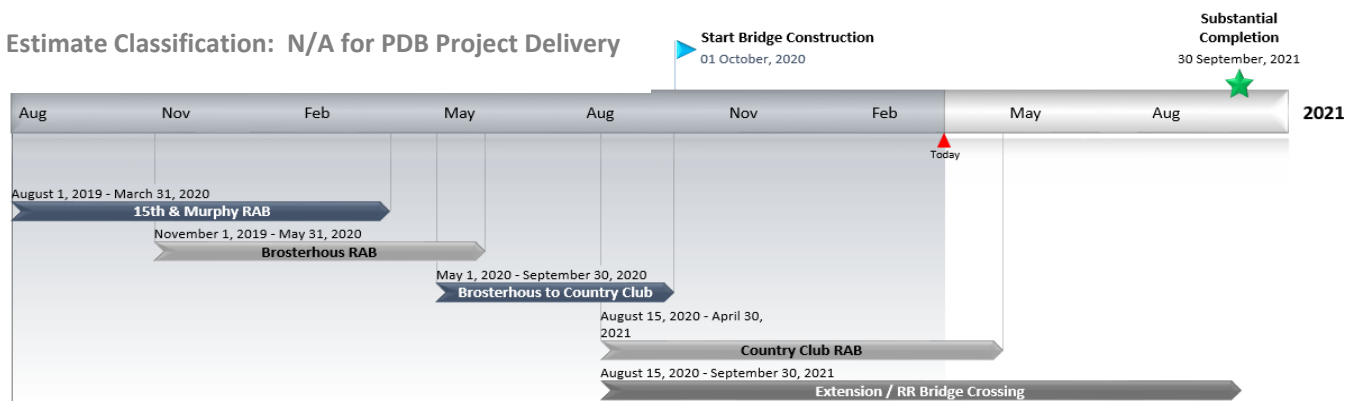 Estimate Classification: N/A for PDB Project Delivery
Start Bridge Construction
01 October, 2020
Substantial
Completion
30 September, 2021
Aug Nov Feb May Aug Nov Feb May Aug 2021
Today
August 1, 2019 - March 31, 2020
15th & Murphy RAB
November 1, 2019 - May 31, 2020
Brosterhous RAB
May 1, 2020 - September 30, 2020
Brosterhous to Country Club
August 15, 2020 - April 30,
2021
Country Club RAB
August 15, 2020 - September 30, 2021
Extension / RR Bridge Crossing